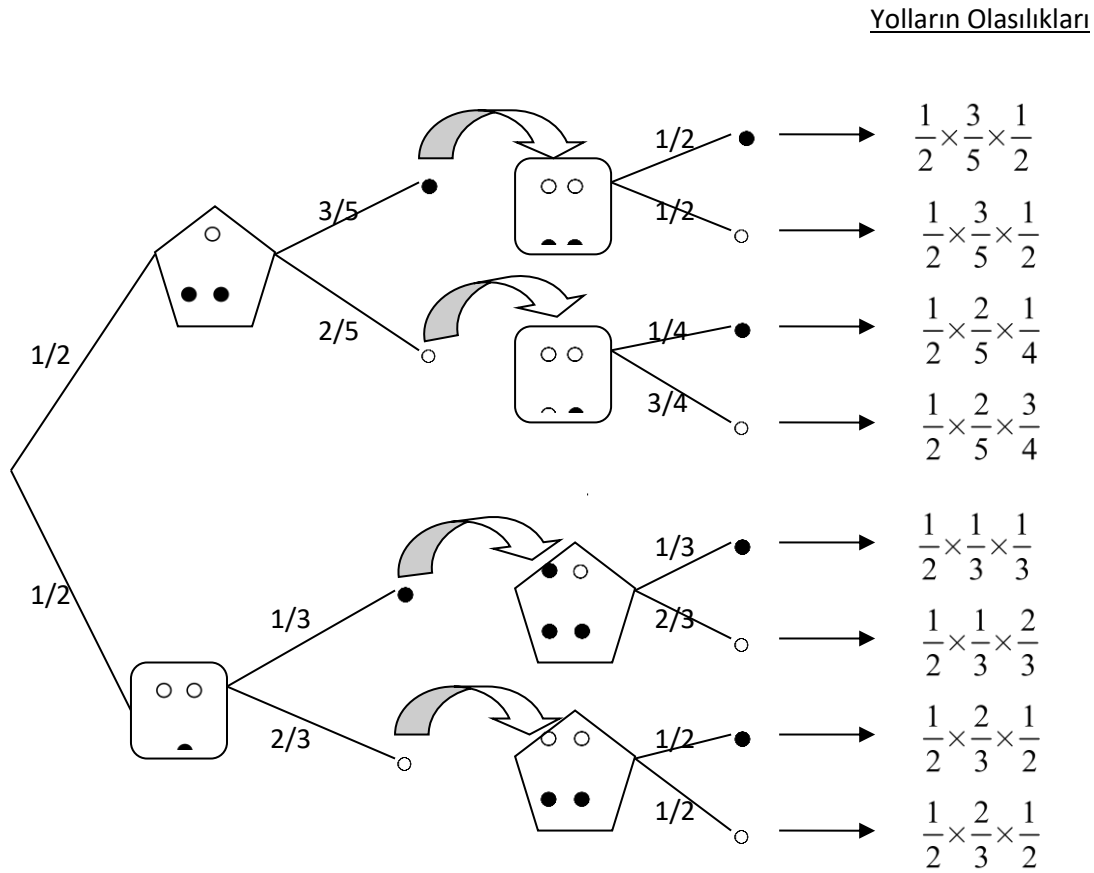 Yolların Olasılıkları
1/2 × 3/5 × 1/2
1/2
3/5
1/2
1/2 × 3/5 × 1/2
2/5
1/4
1/2 × 2/5 × 1/4
1/2
3/4
1/2 × 2/5 × 3/4
1/3
1/2 × 1/3 × 1/3
1/2
1/3
2/3
1/2 × 1/3 × 2/3
2/3
1/2
1/2 × 2/3 × 1/2
1/2
1/2 × 2/3 × 1/2